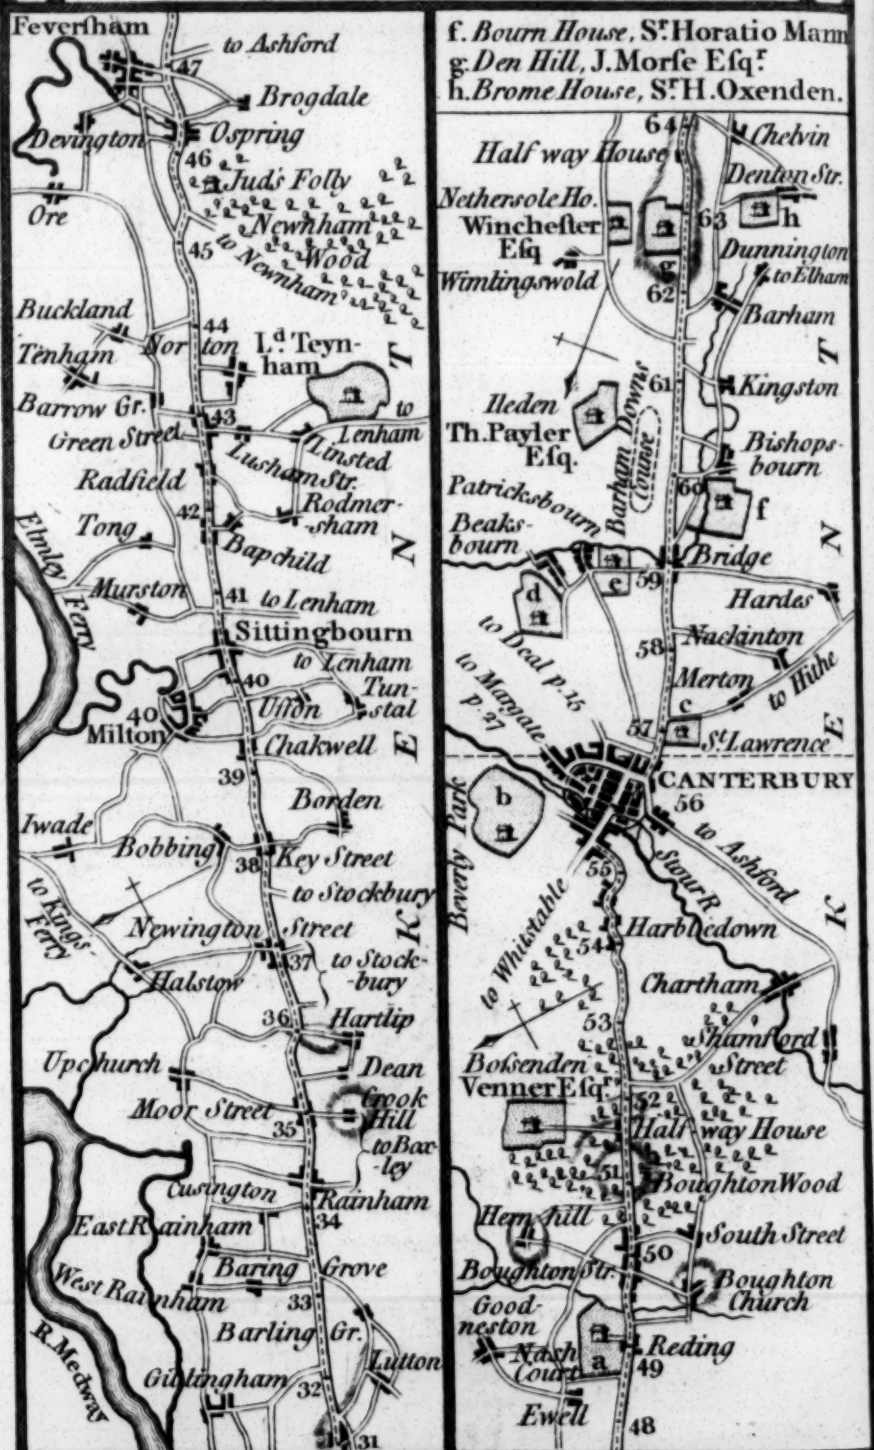 Feversham
to Ashford
47
Brogdale
Devington
Ospring
46
Jud's Folly
Ore
Newnham
Wood
45
to Newnham
Buckland
44
Norton
Ld. Teyn-
ham
Tenham
T
Barrow Gr.
43
to
Lenham
Green Street
Linsted
Lusham Str.
Radfield
Rodmer-
-sham
42
Tong
Bapchild
N
Elmley
Ferry
Murston
41
to Lenham
Sittingbourn
to Lenham
40
Tun-
stal
Usson
40
Milton
Chakwell
E
39
Borden
Iwade
Bobbing
38
Key Street
to Stockbury
to Kings-
Ferry
Newington Street
K
37
to Stock-
-bury
Halstow
36
Hartlip
Upchurch
Dean
Crook
Hill
Moor Street
35
to Box-
-ley
Cusington
Rainham
34
East Rainham
Baring Grove
West Rainham
33
Barling Gr.
R. Medway
Lutton
Gillingham
32
31
f. Bourn House, Sr. Horatio Mann
g. Den Hill, J. Morse Esqr.
h. Brome House, Sr. H. Oxenden.
64
Chelvin
Half way House
Denton Str.
Nethersole Ho.
Winchester
Esq
63
h
Dunnington
to Elham
g
Wimlingswold
62
Barham
T
61
Kingston
Ileden
Th. Payler
Esq.
Barham Downs
Course
Bishops-
bourn
60
f
Patricksbourn
Beaks-
bourn
N
Bridge
59
e
d
Hardes
to Deal p. 15
58
Nackinton
to Margate
p. 27
Merton
to Hithe
c
57
St. Lawrence
E
CANTERBURY
b
56
Beverly Park
to Ashford
55
Stour R.
to Whitstable
Harbledown
K
54
Chartham
53
Shamsford
Street
Bossenden
Venner Esqr.
52
Half way House
51
Boughton Wood
Hern hill
South Street
50
Boughton Str.
Boughton
Church
Good-
neston
Nash
Court
a
Reding
49
Ewell
48